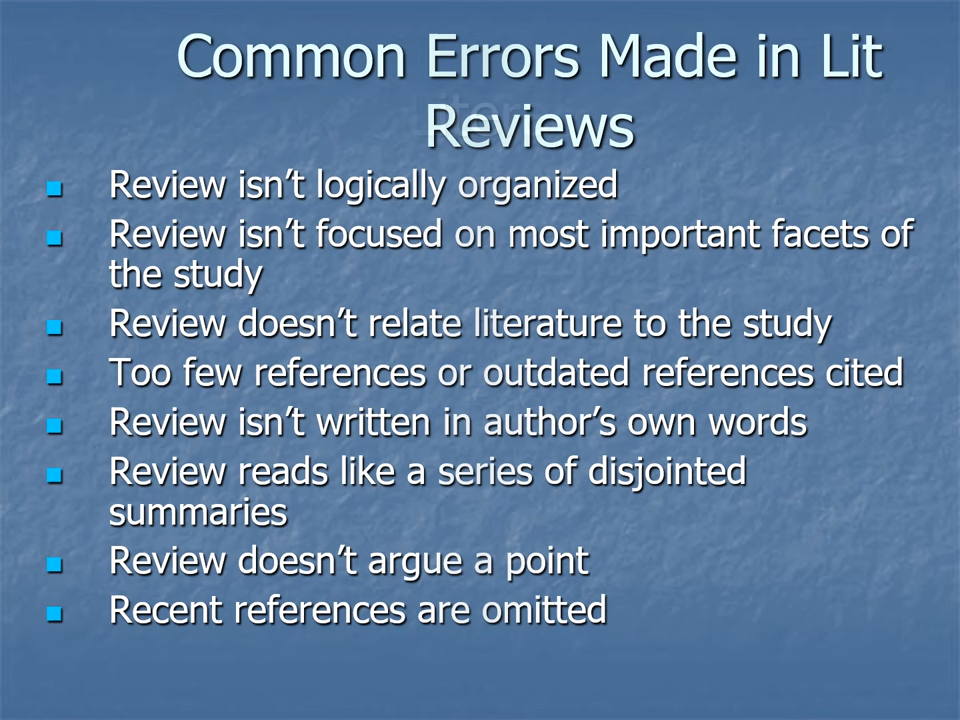 Common Errors Made in Lit
Reviews
Review isn’t logically organized
Review isn’t focused on most important facets of
the study
Review doesn’t relate literature to the study
Too few references or outdated references cited
Review isn’t written in author’s own words
Review reads like a series of disjointed
summaries
Review doesn’t argue a point
Recent references are omitted